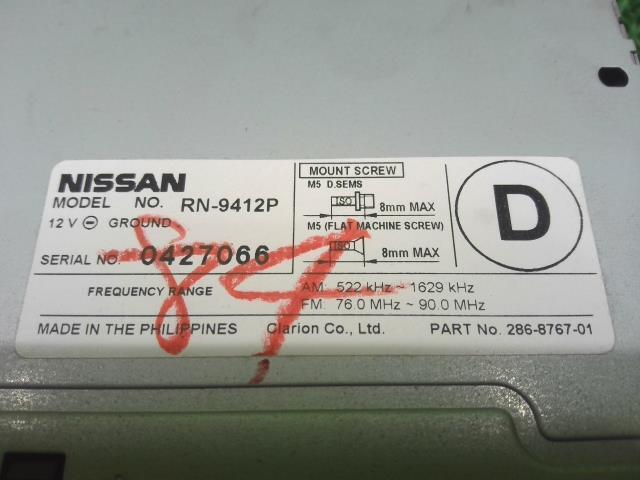 NISSAN
MODEL NO. RN-9412P
12 V ⊖ GROUND
SERIAL NO. 0427066
MOUNT SCREW
M5 D.SEMS
ISO 8mm MAX
M5 (FLAT MACHINE SCREW)
ISO 8mm MAX
D
FREQUENCY RANGE AM: 522 kHz ~ 1629 kHz
FM: 76.0 MHz ~ 90.0 MHz
MADE IN THE PHILIPPINES Clarion Co., Ltd. PART No. 286-8767-01